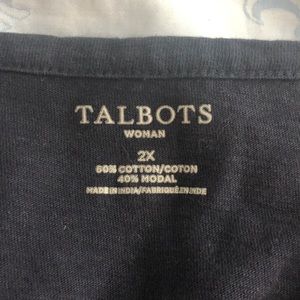 TALBOTS
WOMAN
2X
60% COTTON/COTON
40% MODAL
MADE IN INDIA/FABRIQUÉ EN INDE